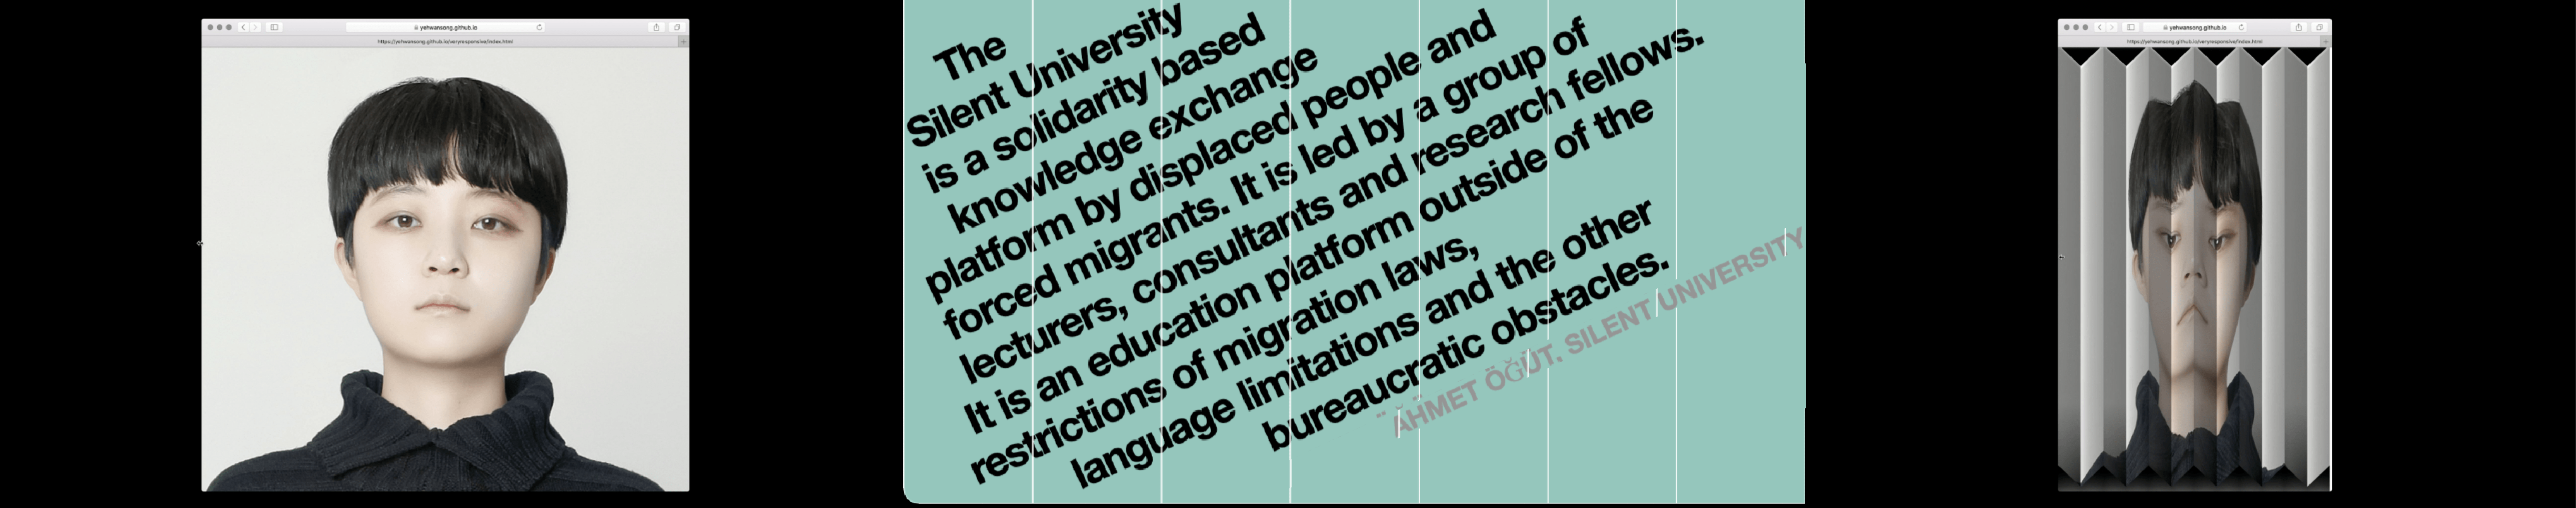 yehwansong.github.io
https://yehwansong.github.io/veryresponsive/index.html
The
Silent University
is a solidarity based
knowledge exchange
platform by displaced people and
forced migrants. It is led by a group of
lecturers, consultants and research fellows.
It is an education platform outside of the
restrictions of migration laws,
language limitations and the other
bureaucratic obstacles.
ÄHMET ÖĞÜT. SILENT UNIVERSITY
yehwansong.github.io
https://yehwansong.github.io/veryresponsive/index.html